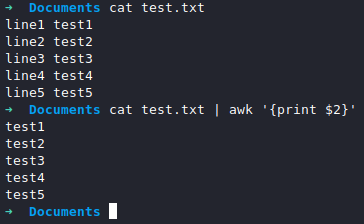 ➜ Documents cat test.txt
line1 test1
line2 test2
line3 test3
line4 test4
line5 test5
➜ Documents cat test.txt | awk '{print $2}'
test1
test2
test3
test4
test5
➜ Documents